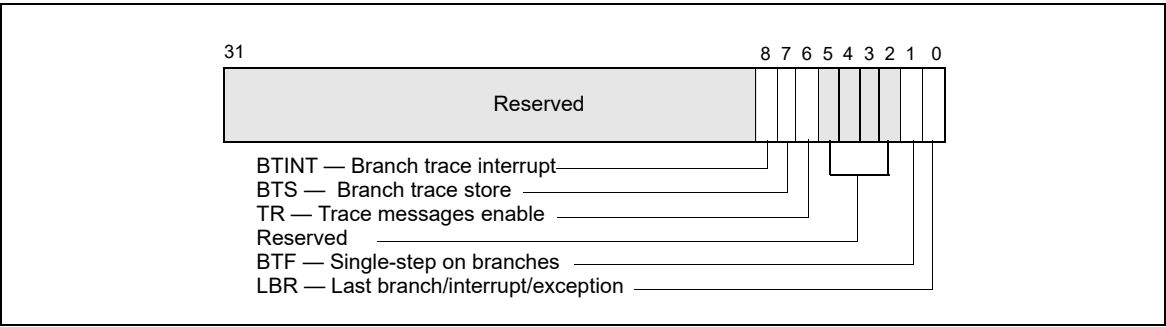 31 8 7 6 5 4 3 2 1 0
Reserved
BTINT — Branch trace interrupt
BTS — Branch trace store
TR — Trace messages enable
Reserved
BTF — Single-step on branches
LBR — Last branch/interrupt/exception